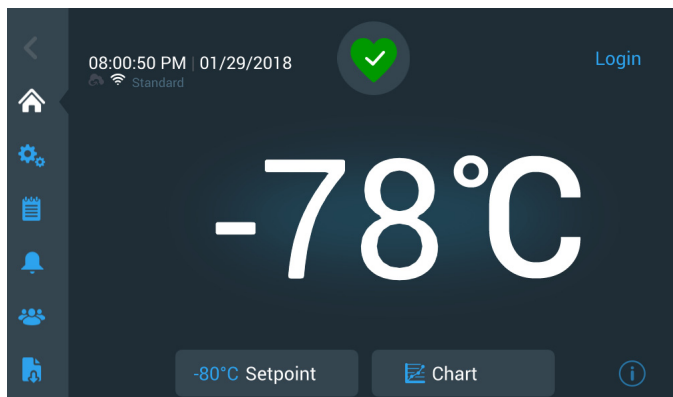 08:00:50 PM | 01/29/2018
Login
Standard
-78°C
-80°C Setpoint
Chart